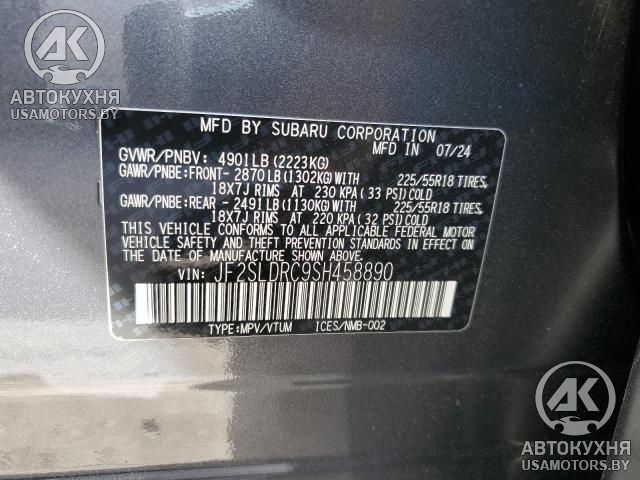 АВТОКУХНЯ
USAMOTORS.BY
MFD BY SUBARU CORPORATION MFD IN 07/24
GVWR/PNBV: 4901LB(2223KG)
GAWR/PNBE:FRONT- 2870LB(1302KG)WITH 225/55R18 TIRES,
18X7J RIMS AT 230 KPA(33 PSI)COLD
GAWR/PNBE:REAR - 2491LB(1130KG)WITH 225/55R18 TIRES,
18X7J RIMS AT 220 KPA(32 PSI)COLD
THIS VEHICLE CONFORMS TO ALL APPLICABLE FEDERAL MOTOR
VEHICLE SAFETY AND THEFT PREVENTION STANDARDS IN EFFECT ON
THE DATE OF MANUFACTURE SHOWN ABOVE.
VIN: JF2SLDRC9SH458890
TYPE:MPV/VTUM ICES/NMB-002
AK
АВТОКУХНЯ
USAMOTORS.BY